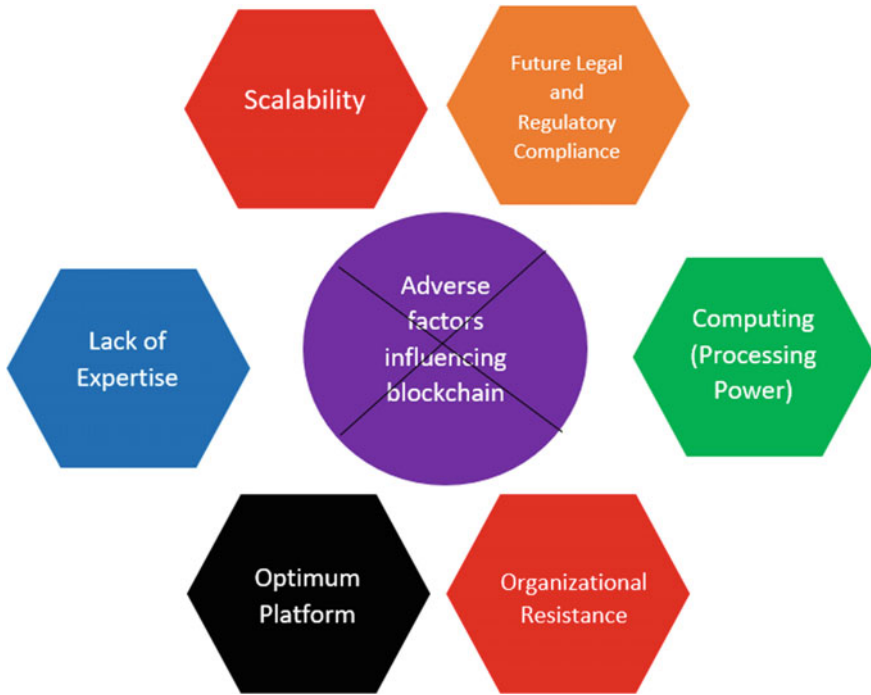 Scalability
Future Legal
and
Regulatory
Compliance
Adverse
factors
influencing
blockchain
Lack of
Expertise
Computing
(Processing
Power)
Optimum
Platform
Organizational
Resistance